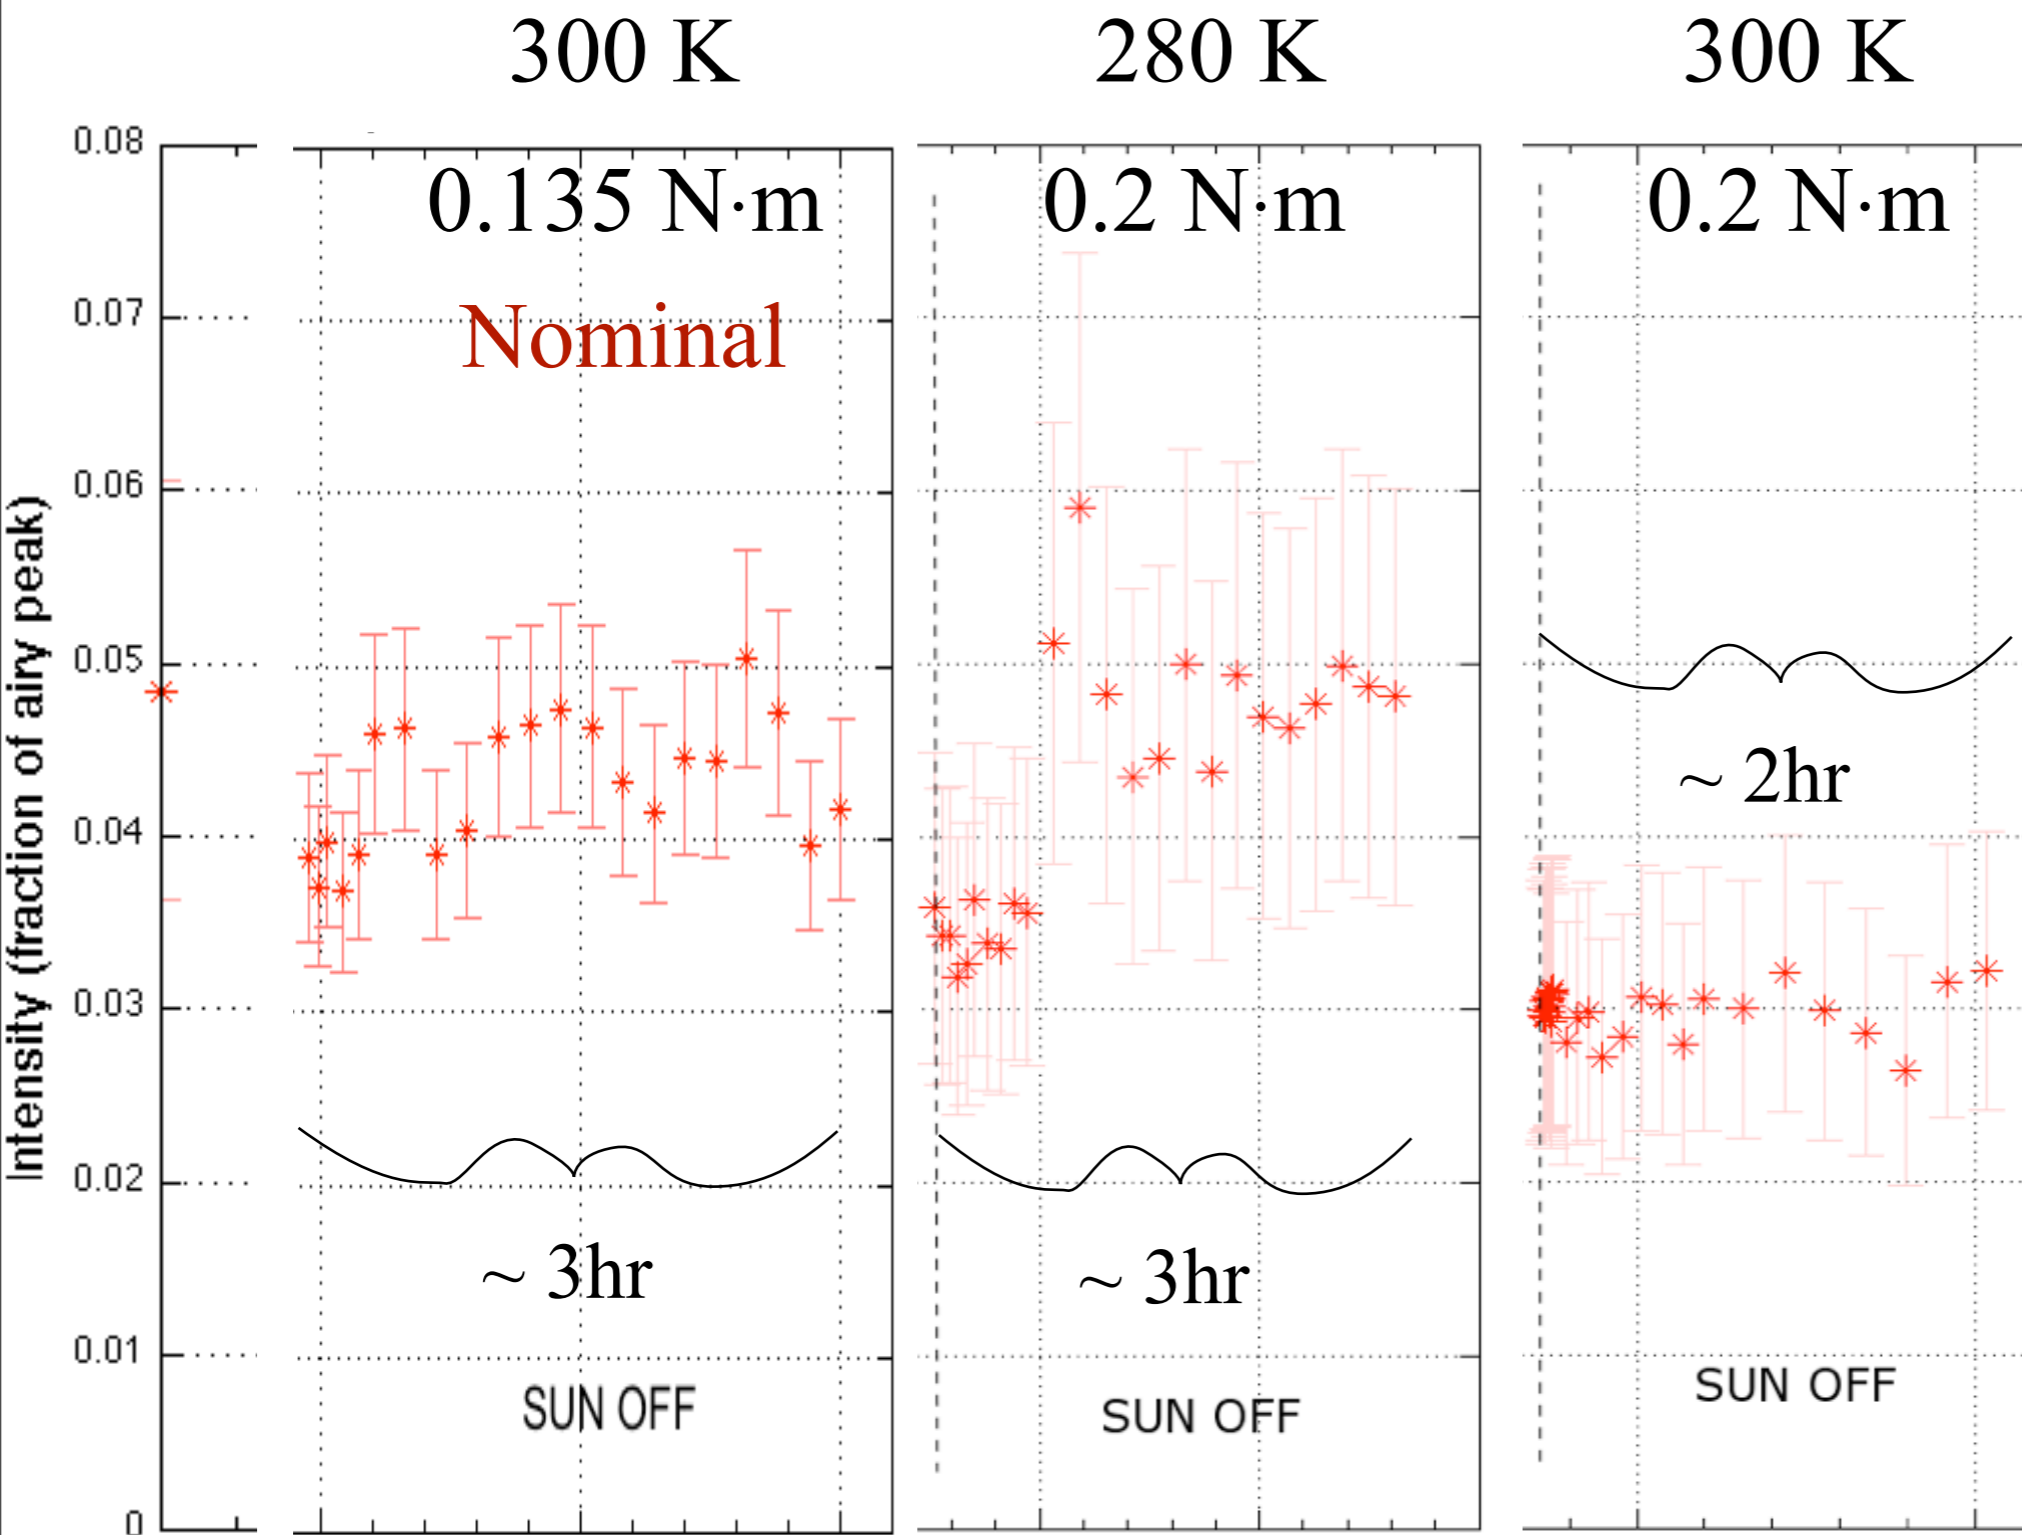 300 K
280 K
300 K
0.135 N·m
0.2 N·m
0.2 N·m
Nominal
0.08
0.07
0.06
0.05
0.04
0.03
0.02
0.01
0
Intensity (fraction of airy peak)
~ 2hr
~ 3hr
~ 3hr
SUN OFF
SUN OFF
SUN OFF